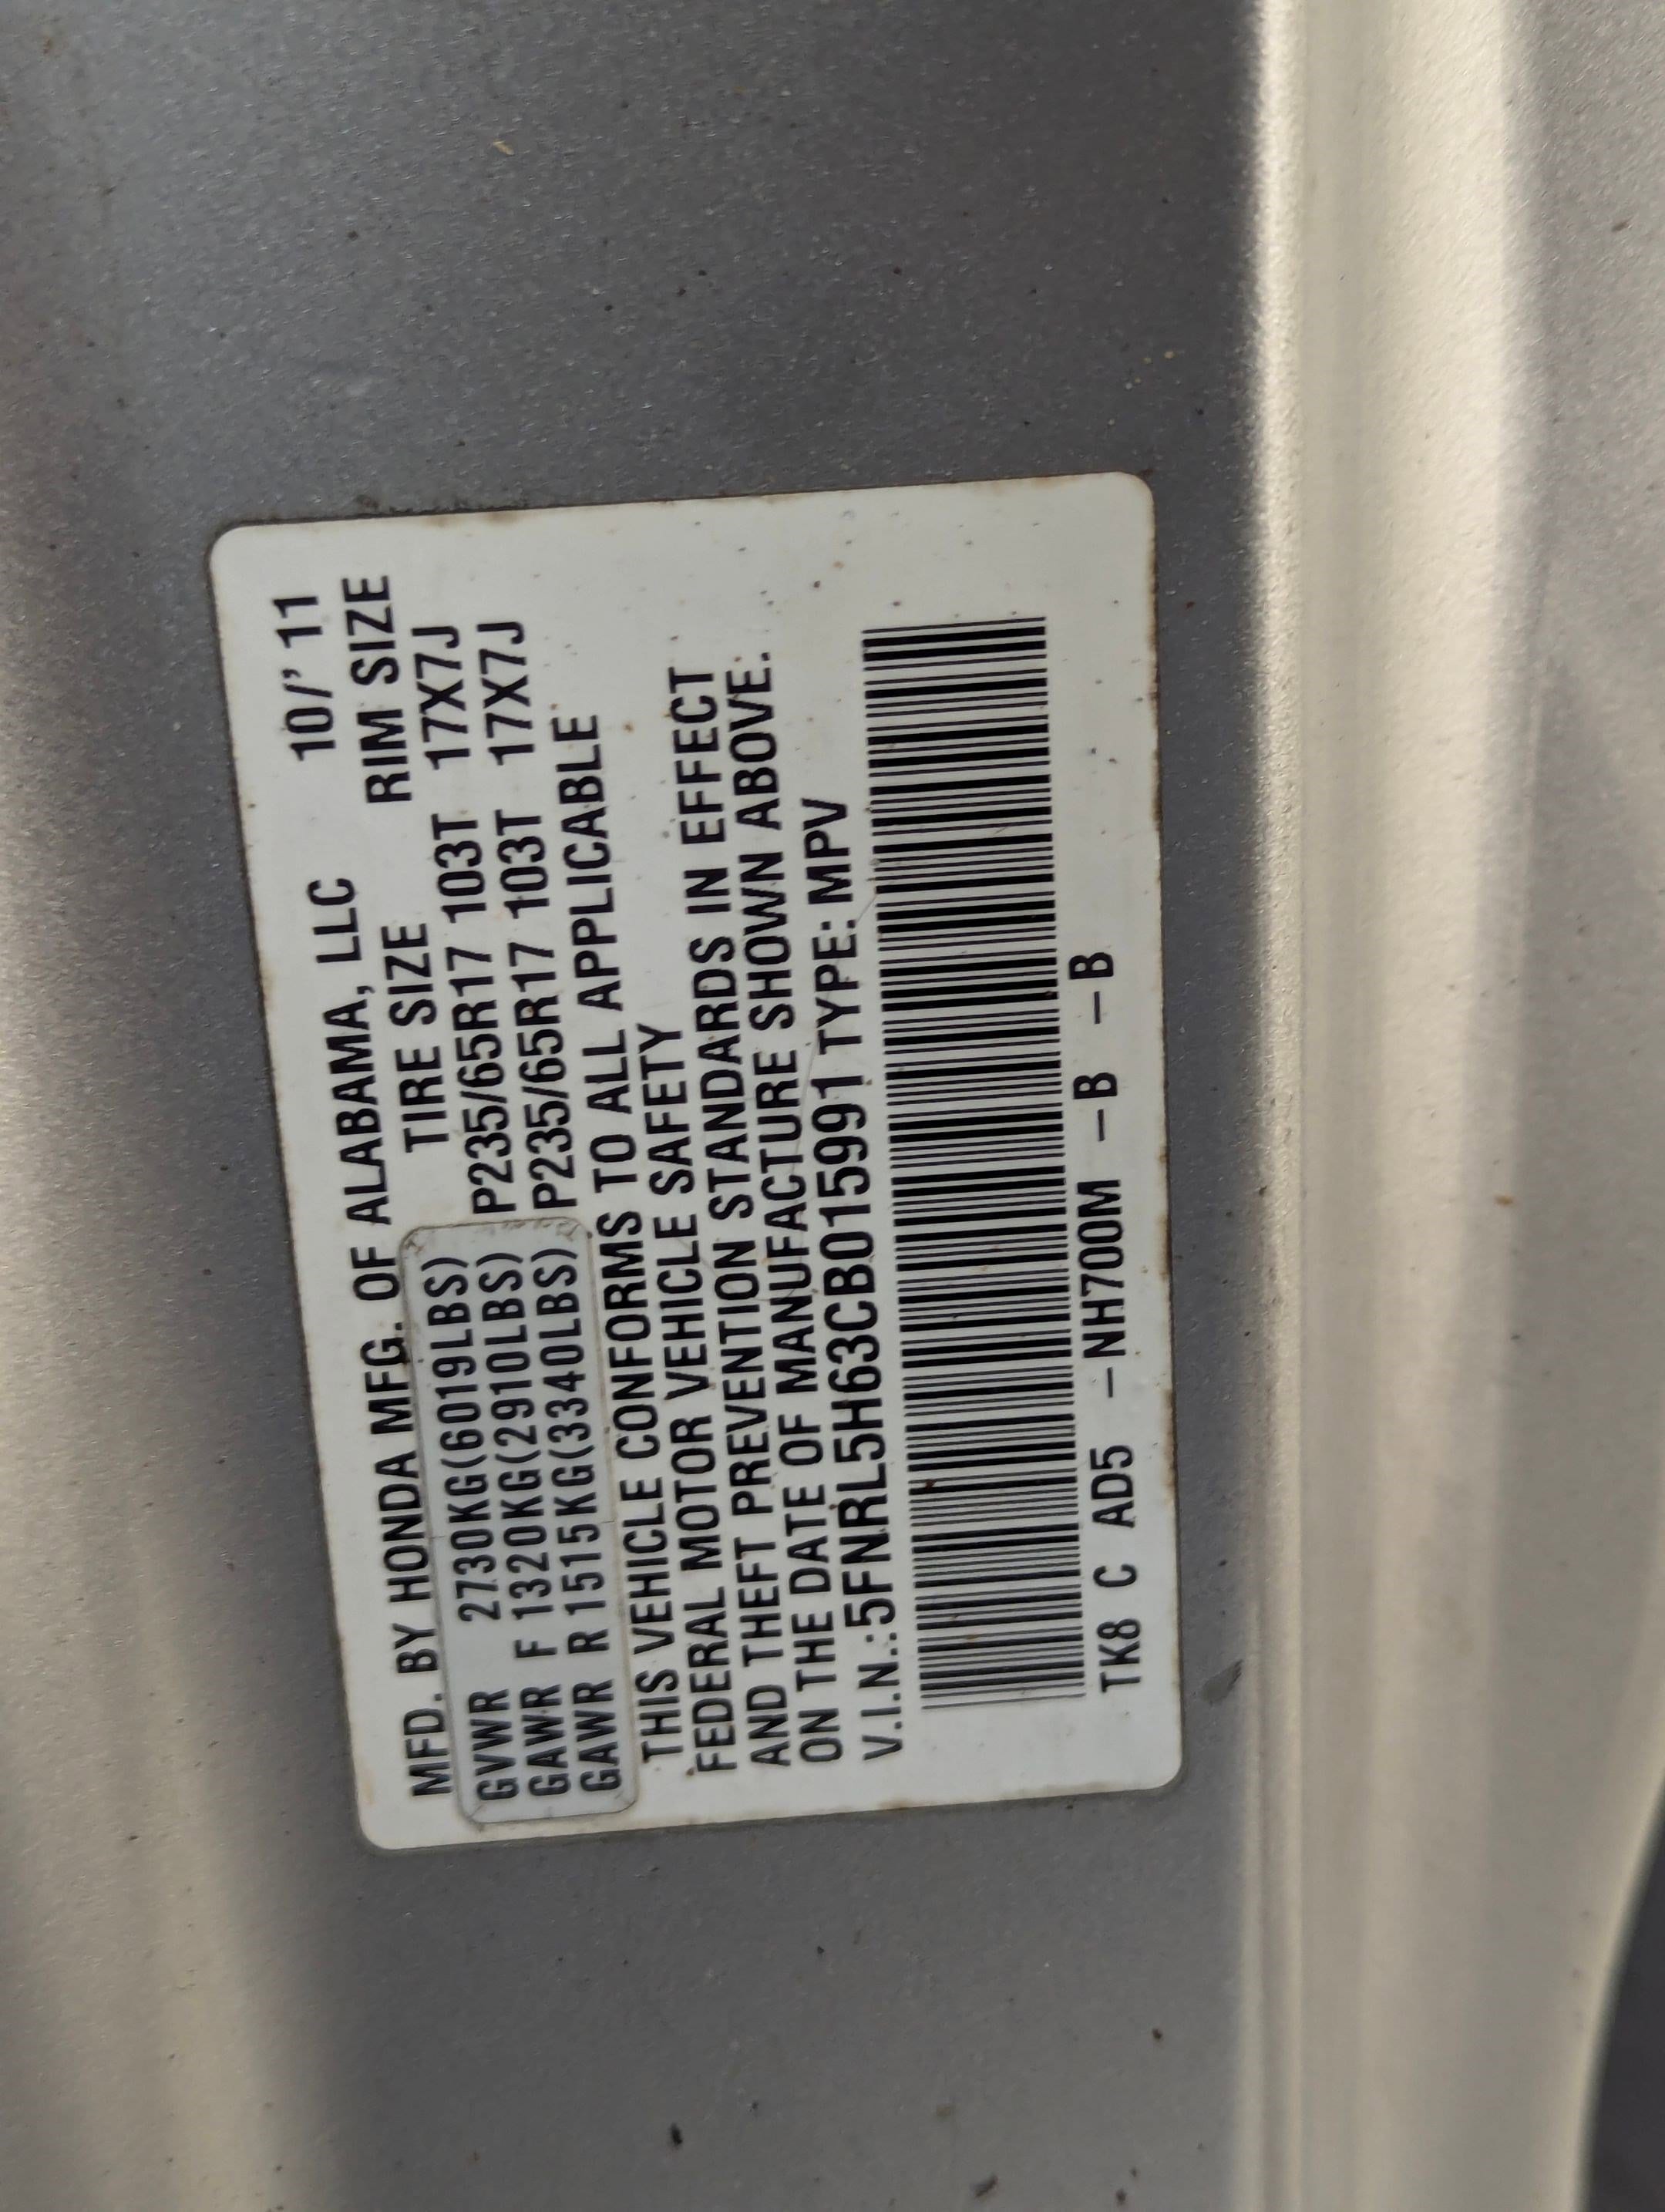 MFD. BY HONDA MFG. OF ALABAMA, LLC 10/'11
TIRE SIZE RIM SIZE
GVWR 2730KG(6019LBS) P235/65R17 103T 17X7J
GAWR F 1320KG(2910LBS) P235/65R17 103T 17X7J
GAWR R 1515KG(3340LBS)
THIS VEHICLE CONFORMS TO ALL APPLICABLE
FEDERAL MOTOR VEHICLE SAFETY
AND THEFT PREVENTION STANDARDS IN EFFECT
ON THE DATE OF MANUFACTURE SHOWN ABOVE.
V.I.N.:5FNRL5H63CB015991 TYPE: MPV
TK8 C AD5 -NH700M -B -B